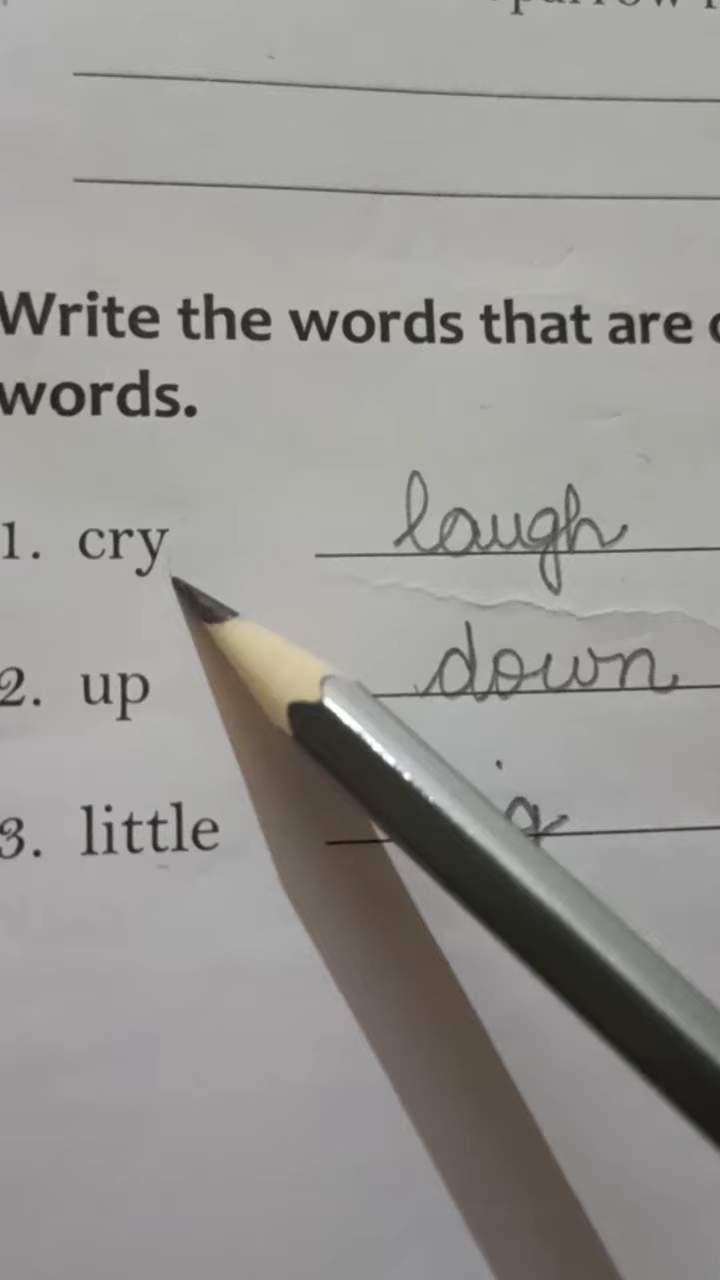 Write the words that are
words.
1. cry laugh
2. up down
3. little